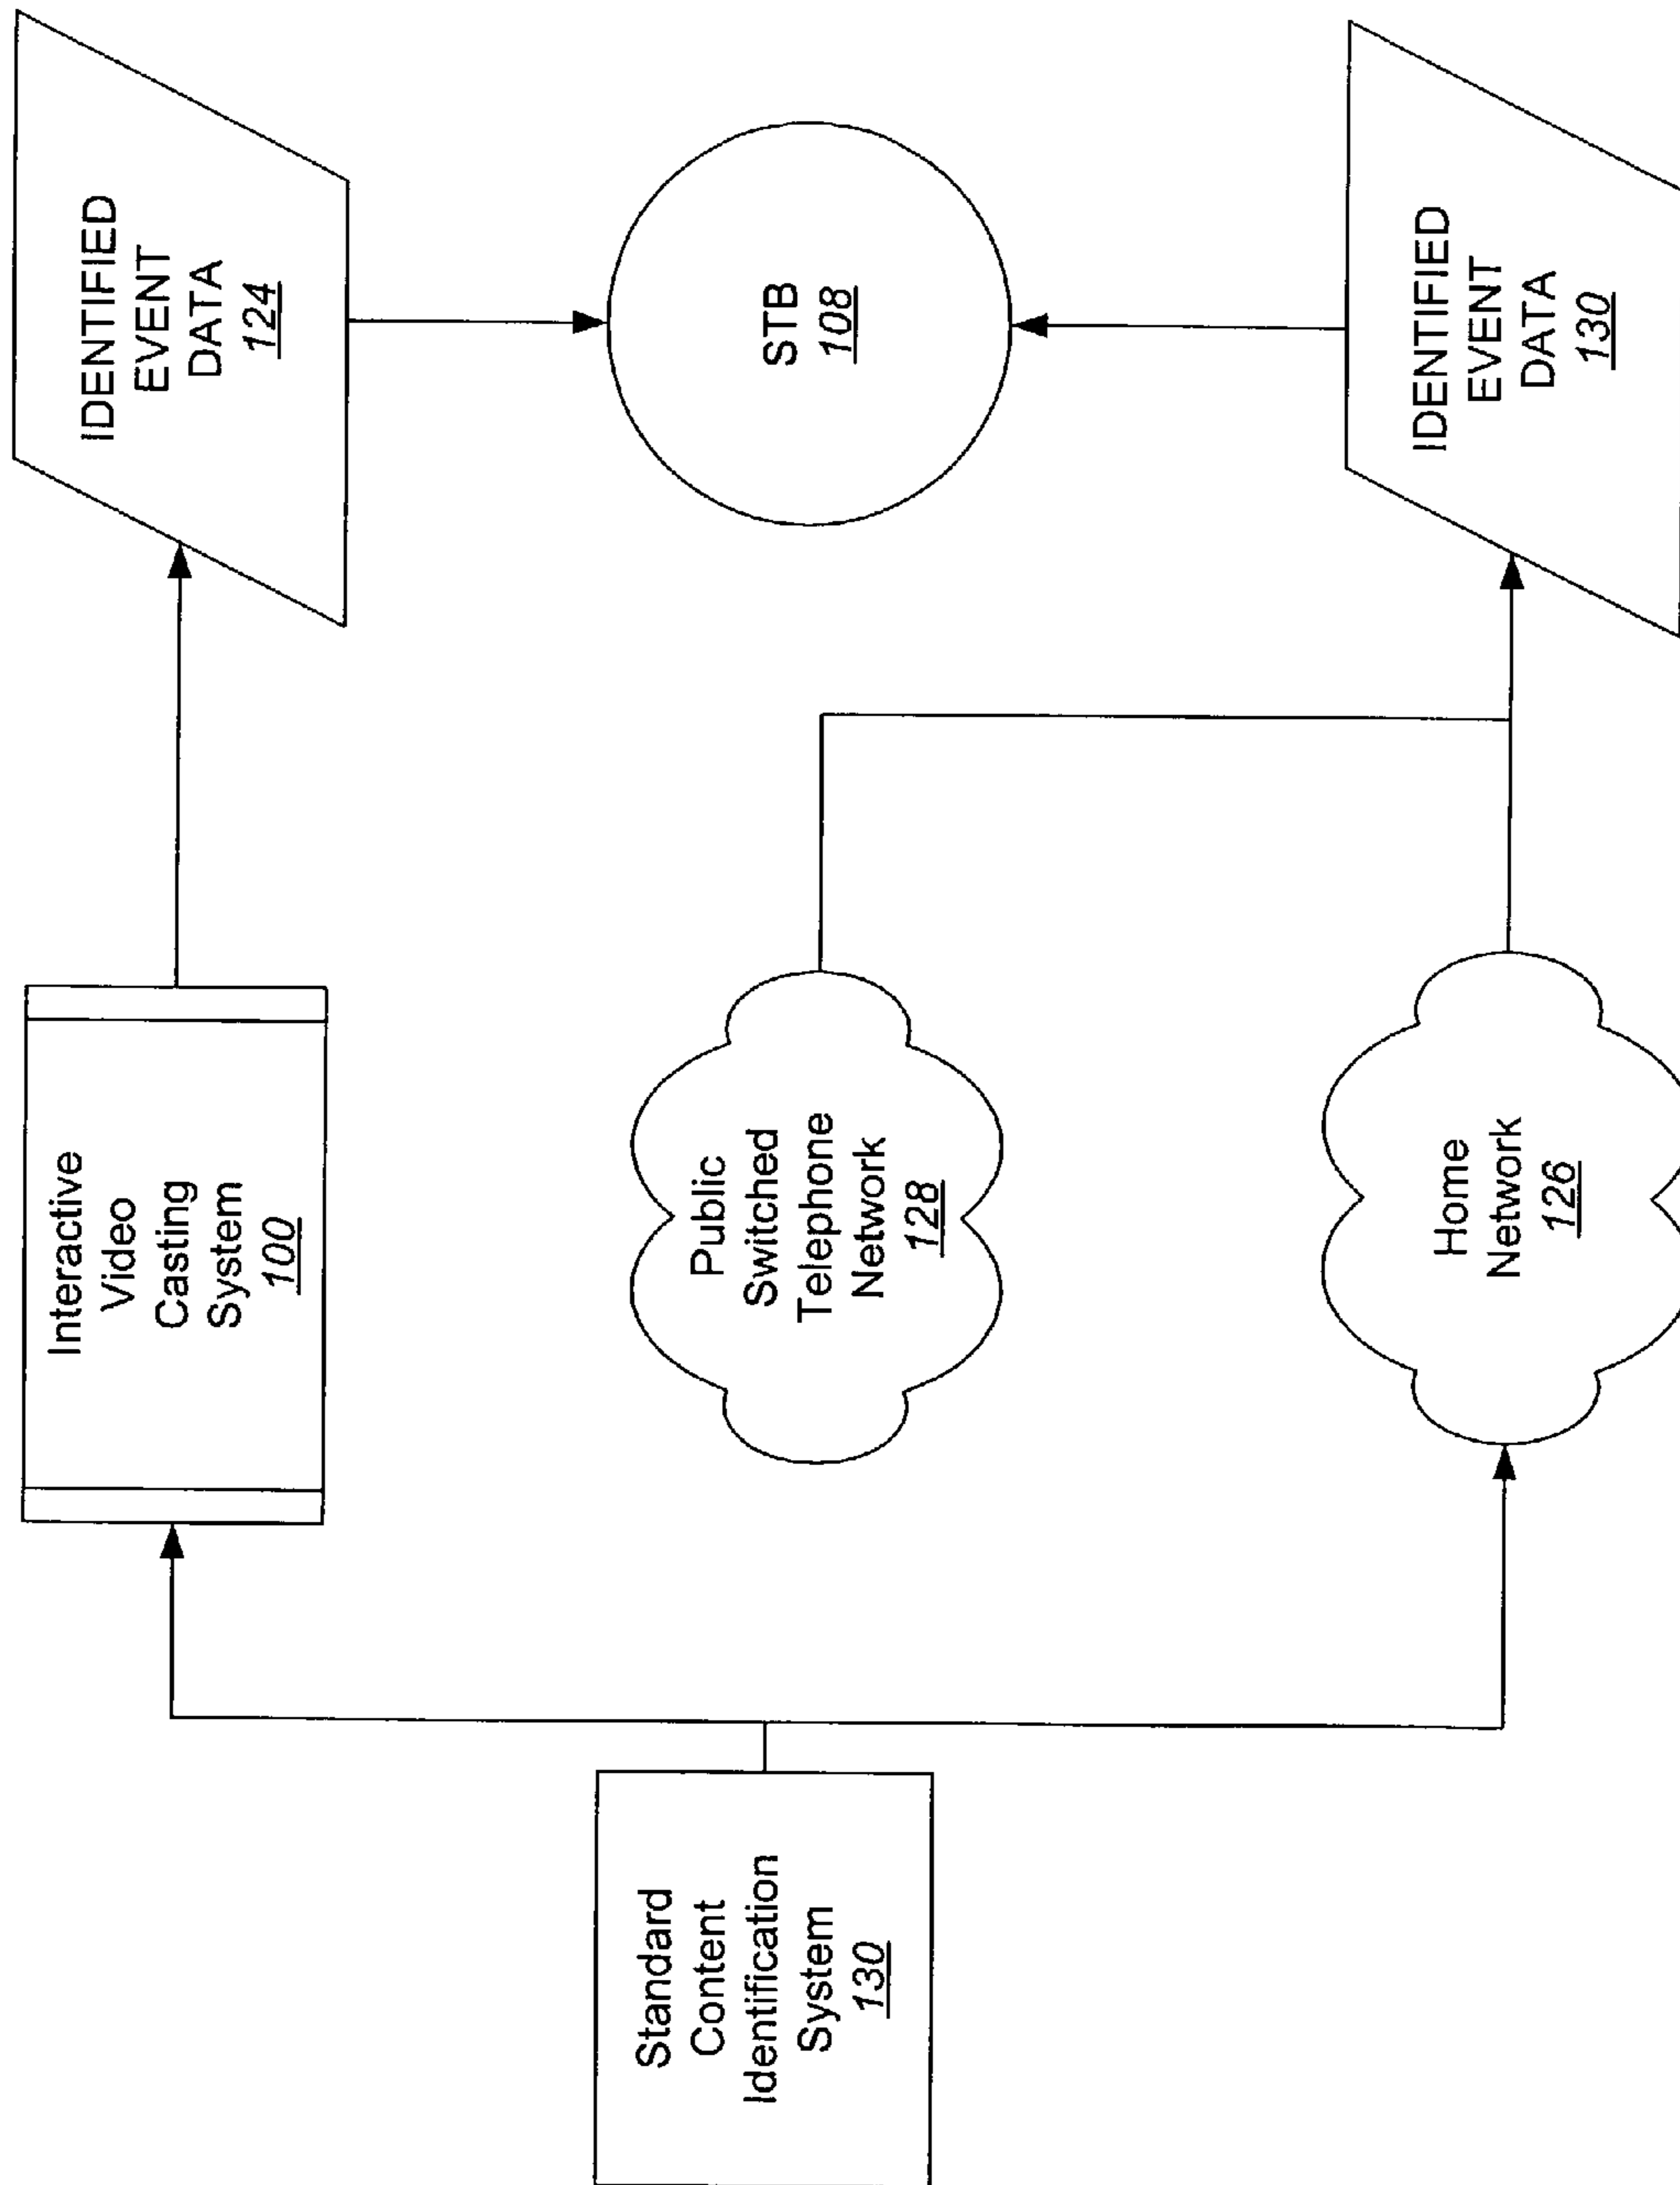 Standard
Content
Identification
System
130
Interactive
Video
Casting
System
100
Public
Switched
Telephone
Network
128
Home
Network
126
IDENTIFIED
EVENT
DATA
124
STB
108
IDENTIFIED
EVENT
DATA
130